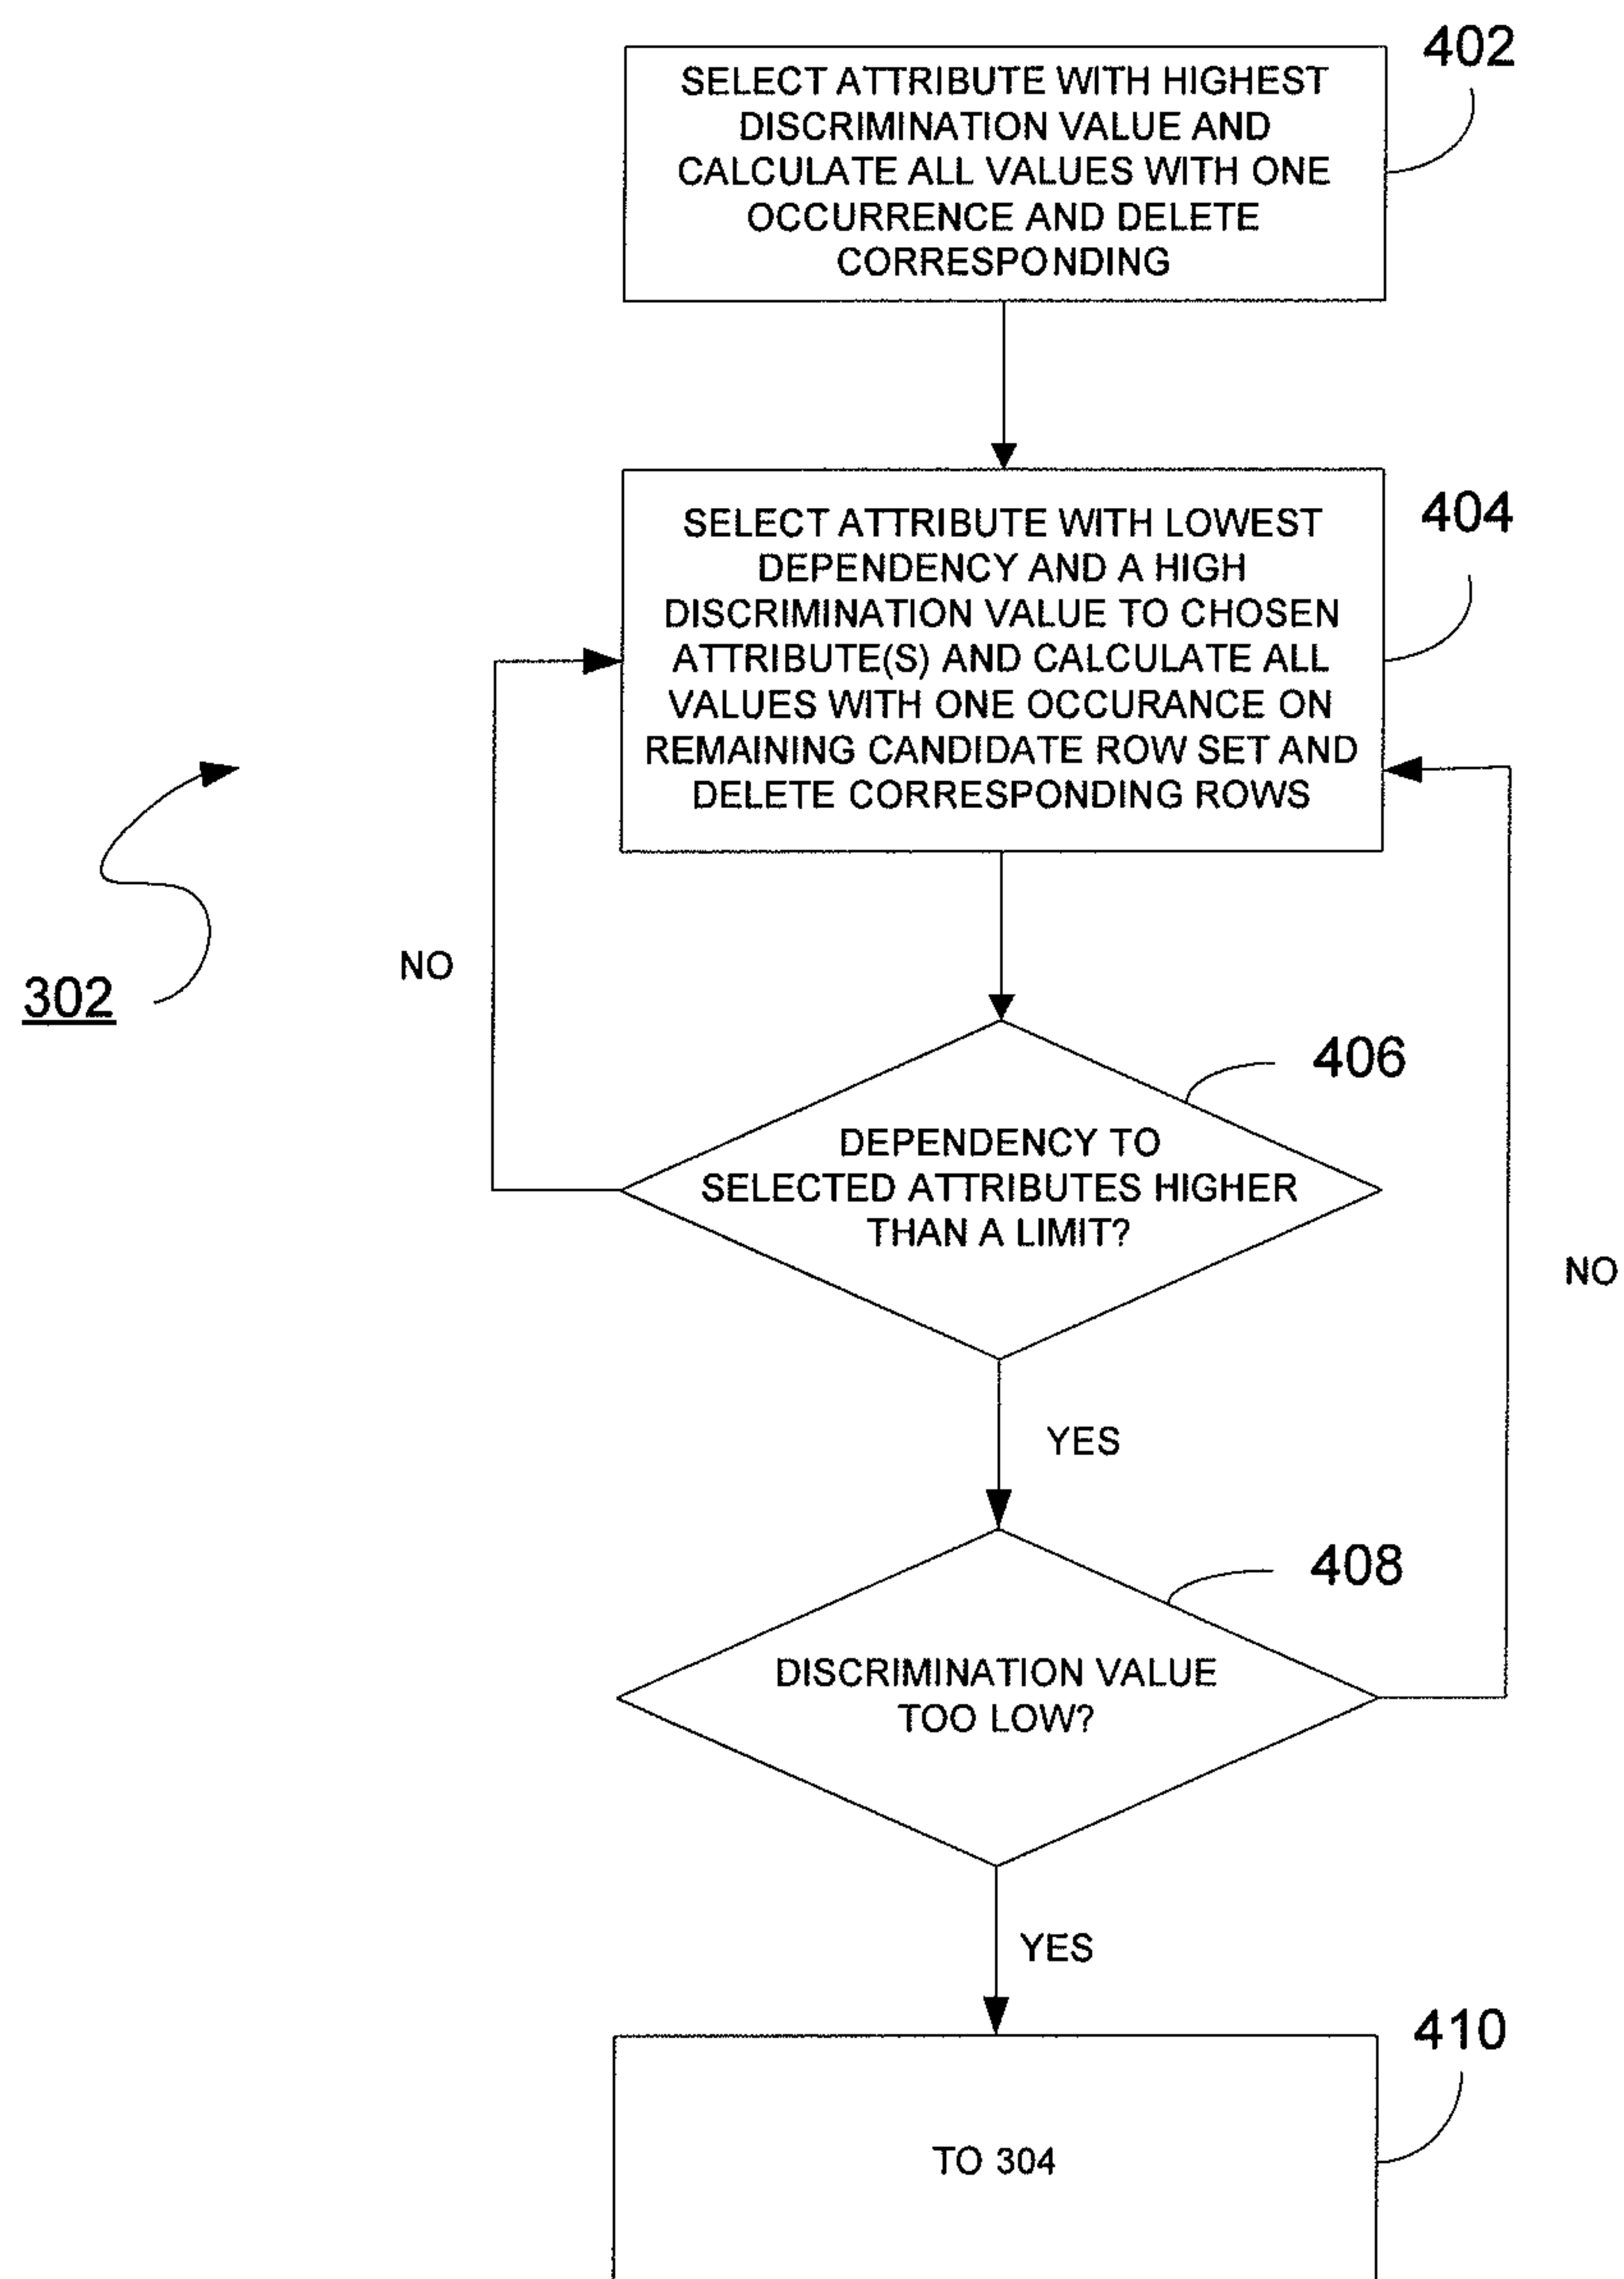 402
SELECT ATTRIBUTE WITH HIGHEST
DISCRIMINATION VALUE AND
CALCULATE ALL VALUES WITH ONE
OCCURRENCE AND DELETE
CORRESPONDING
404
SELECT ATTRIBUTE WITH LOWEST
DEPENDENCY AND A HIGH
DISCRIMINATION VALUE TO CHOSEN
ATTRIBUTE(S) AND CALCULATE ALL
VALUES WITH ONE OCCURANCE ON
REMAINING CANDIDATE ROW SET AND
DELETE CORRESPONDING ROWS
NO
302
406
DEPENDENCY TO
SELECTED ATTRIBUTES HIGHER
THAN A LIMIT?
NO
YES
408
DISCRIMINATION VALUE
TOO LOW?
YES
410
TO 304